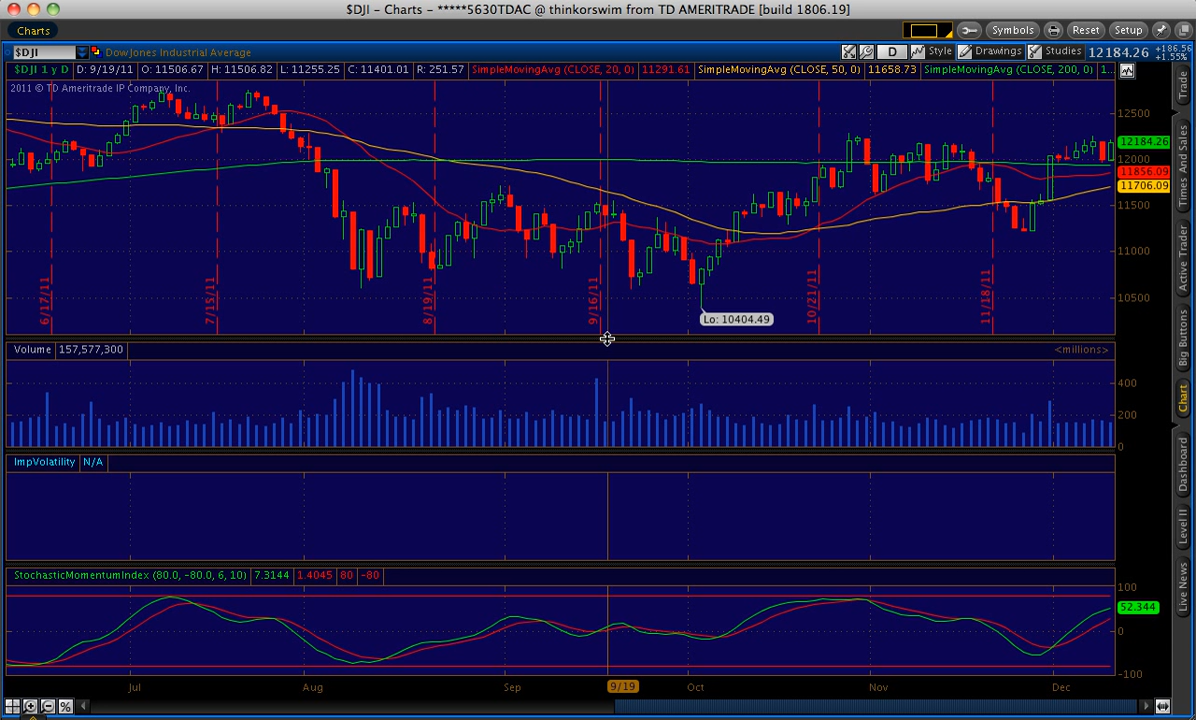 $DJI - Charts - *****5630TDAC @ thinkorswim from TD AMERITRADE [build 1806.19]
Charts
Symbols Reset Setup
$DJI DowJones Industrial Average D Style Drawings Studies 12184.26 +186.56 +1.55%
$DJI 1 y D D: 9/19/11 O: 11506.67 H: 11506.82 L: 11255.25 C: 11401.01 R: 251.57 SimpleMovingAvg (CLOSE, 20, 0) 11291.61 SimpleMovingAvg (CLOSE, 50, 0) 11658.73 SimpleMovingAvg (CLOSE, 200, 0) 1...
2011 © TD Ameritrade IP Company, Inc.
12500
12184.26
12000
11856.09
11706.09
11500
11000
10500
6/17/11 7/15/11 8/19/11 9/16/11 10/21/11 11/18/11
Lo: 10404.49
Volume 157,577,300 <millions>
400
200
0
ImpVolatility N/A
StochasticMomentumIndex (80.0, -80.0, 6, 10) 7.3144 1.4045 80 -80
100
52.344
0
-100
Jul Aug Sep 9/19 Oct Nov Dec
%
Trade
Times And Sales
Active Trader
Big Buttons
Chart
Dashboard
Level II
Live News